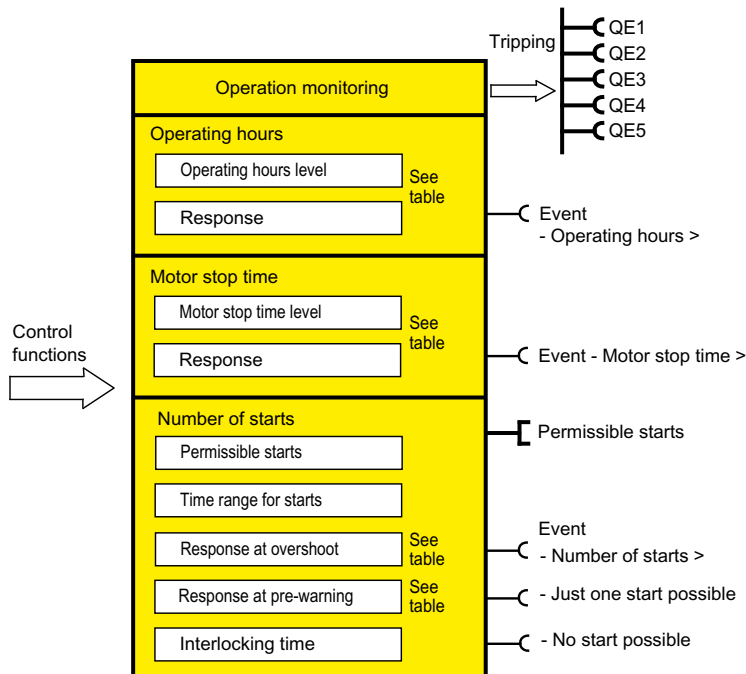 Tripping
QE1
QE2
QE3
QE4
QE5
Operation monitoring
Operating hours
Operating hours level
See
table
Response
Event
- Operating hours >
Motor stop time
Motor stop time level
See
table
Response
Event - Motor stop time >
Control
functions
Number of starts
Permissible starts
Permissible starts
Time range for starts
Response at overshoot
See
table
Event
- Number of starts >
Response at pre-warning
See
table
- Just one start possible
Interlocking time
- No start possible